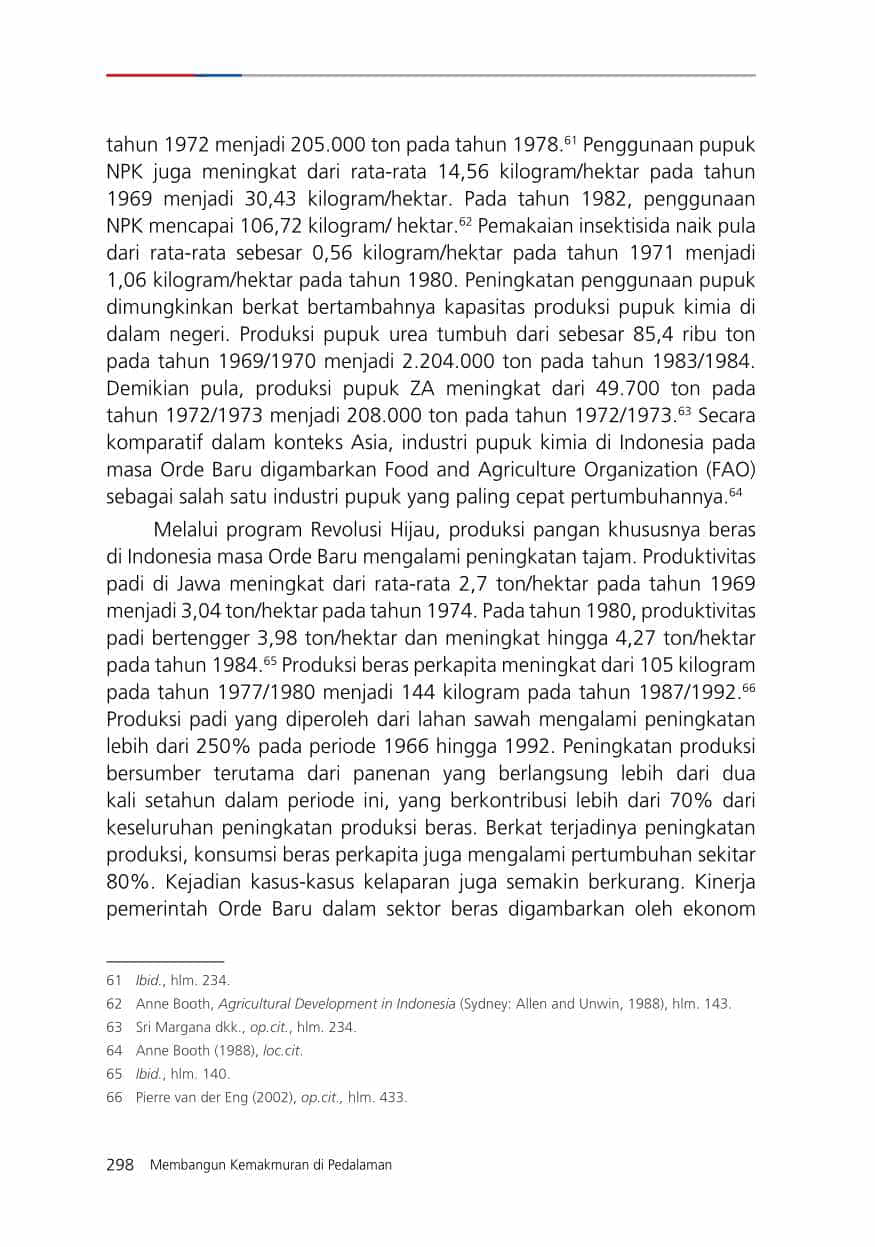 tahun 1972 menjadi 205.000 ton pada tahun 1978.61 Penggunaan pupuk
NPK juga meningkat dari rata-rata 14,56 kilogram/hektar pada tahun
1969 menjadi 30,43 kilogram/hektar. Pada tahun 1982, penggunaan
NPK mencapai 106,72 kilogram/ hektar.62 Pemakaian insektisida naik pula
dari rata-rata sebesar 0,56 kilogram/hektar pada tahun 1971 menjadi
1,06 kilogram/hektar pada tahun 1980. Peningkatan penggunaan pupuk
dimungkinkan berkat bertambahnya kapasitas produksi pupuk kimia di
dalam negeri. Produksi pupuk urea tumbuh dari sebesar 85,4 ribu ton
pada tahun 1969/1970 menjadi 2.204.000 ton pada tahun 1983/1984.
Demikian pula, produksi pupuk ZA meningkat dari 49.700 ton pada
tahun 1972/1973 menjadi 208.000 ton pada tahun 1972/1973.63 Secara
komparatif dalam konteks Asia, industri pupuk kimia di Indonesia pada
masa Orde Baru digambarkan Food and Agriculture Organization (FAO)
sebagai salah satu industri pupuk yang paling cepat pertumbuhannya.64
Melalui program Revolusi Hijau, produksi pangan khususnya beras
di Indonesia masa Orde Baru mengalami peningkatan tajam. Produktivitas
padi di Jawa meningkat dari rata-rata 2,7 ton/hektar pada tahun 1969
menjadi 3,04 ton/hektar pada tahun 1974. Pada tahun 1980, produktivitas
padi bertengger 3,98 ton/hektar dan meningkat hingga 4,27 ton/hektar
pada tahun 1984.65 Produksi beras perkapita meningkat dari 105 kilogram
pada tahun 1977/1980 menjadi 144 kilogram pada tahun 1987/1992.66
Produksi padi yang diperoleh dari lahan sawah mengalami peningkatan
lebih dari 250% pada periode 1966 hingga 1992. Peningkatan produksi
bersumber terutama dari panenan yang berlangsung lebih dari dua
kali setahun dalam periode ini, yang berkontribusi lebih dari 70% dari
keseluruhan peningkatan produksi beras. Berkat terjadinya peningkatan
produksi, konsumsi beras perkapita juga mengalami pertumbuhan sekitar
80%. Kejadian kasus-kasus kelaparan juga semakin berkurang. Kinerja
pemerintah Orde Baru dalam sektor beras digambarkan oleh ekonom
61 Ibid., hlm. 234.
62 Anne Booth, Agricultural Development in Indonesia (Sydney: Allen and Unwin, 1988), hlm. 143.
63 Sri Margana dkk., op.cit., hlm. 234.
64 Anne Booth (1988), loc.cit.
65 Ibid., hlm. 140.
66 Pierre van der Eng (2002), op.cit., hlm. 433.
298 Membangun Kemakmuran di Pedalaman